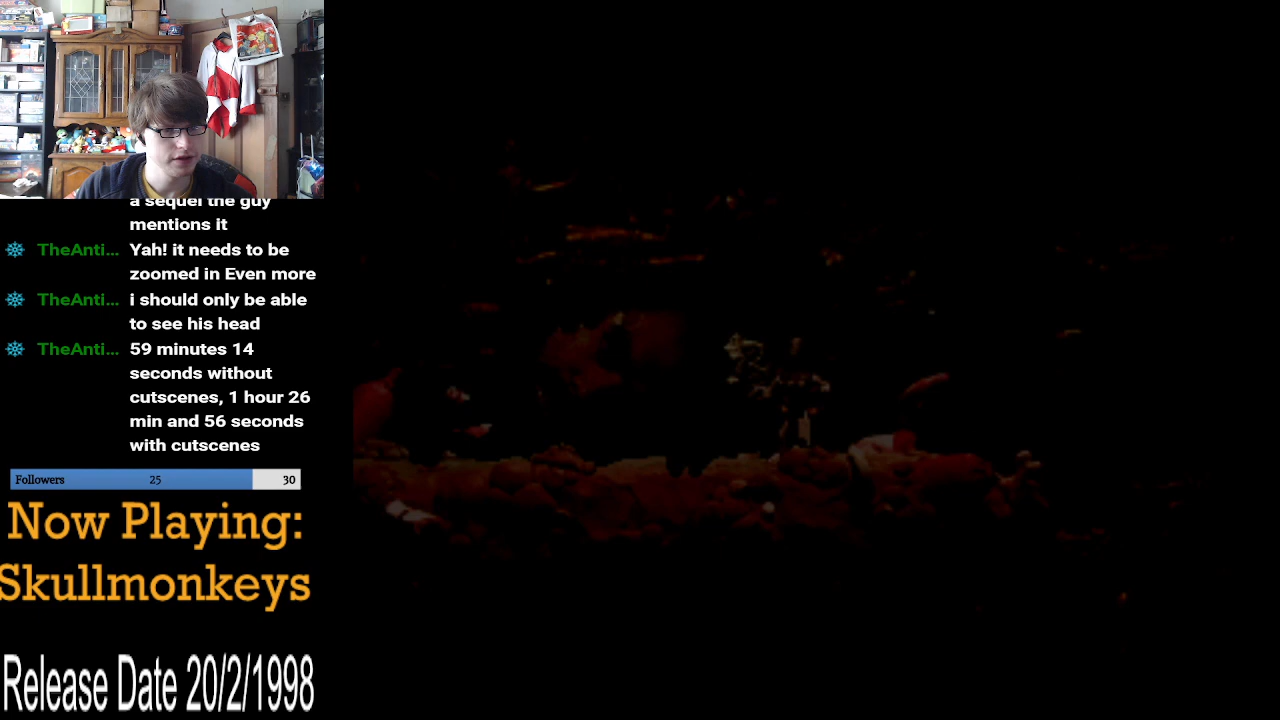 a sequel the guy
mentions it
TheAnti... Yah! it needs to be
zoomed in Even more
TheAnti... i should only be able
to see his head
TheAnti... 59 minutes 14
seconds without
cutscenes, 1 hour 26
min and 56 seconds
with cutscenes
Followers 25 30
Now Playing:
Skullmonkeys
Release Date 20/2/1998